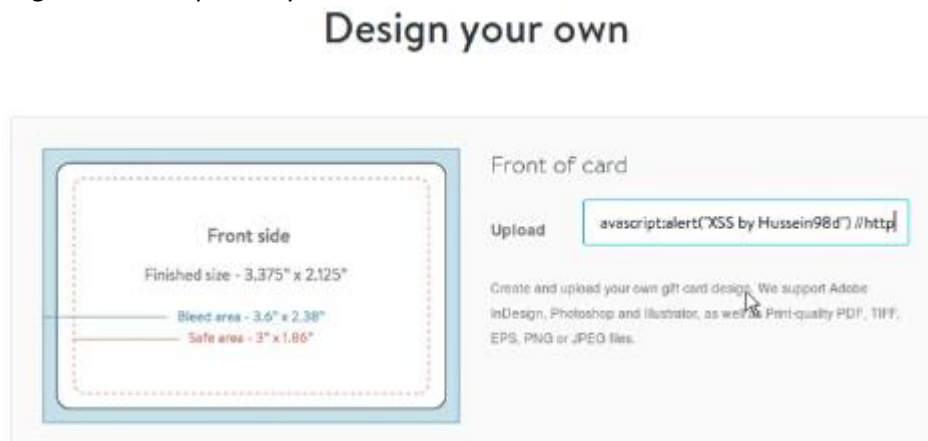 Design your own
Front of card
Upload
avascript:alert("XSS by Hussein98d") //http
Create and upload your own gift card design. We support Adobe
InDesign, Photoshop and Illustrator, as well as Print-quality PDF, TIFF,
EPS, PNG or JPEG files.
Front side
Finished size - 3.375" x 2.125"
Bleed area - 3.6" x 2.38"
Safe area - 3" x 1.86"